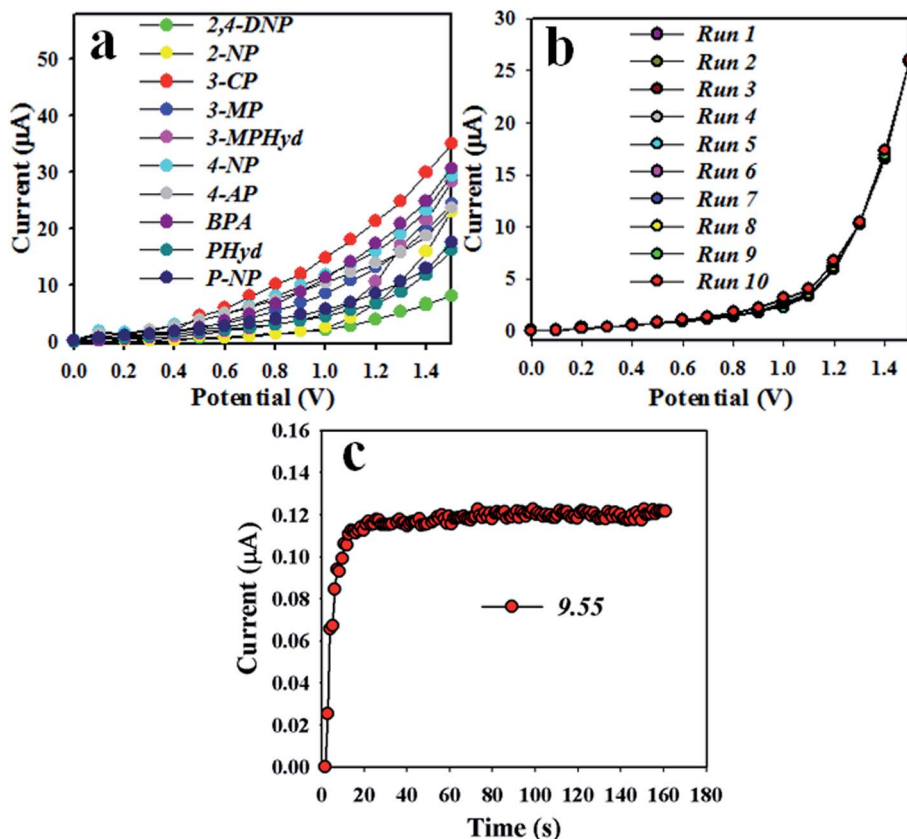 a
2,4-DNP
2-NP
3-CP
3-MP
3-MPHyd
4-NP
4-AP
BPA
PHyd
P-NP
50
40
30
20
10
0
Current (µA)
0.0 0.2 0.4 0.6 0.8 1.0 1.2 1.4
Potential (V)
b
Run 1
Run 2
Run 3
Run 4
Run 5
Run 6
Run 7
Run 8
Run 9
Run 10
30
25
20
15
10
5
0
Current (µA)
0.0 0.2 0.4 0.6 0.8 1.0 1.2 1.4
Potential (V)
c
0.16
0.14
0.12
0.10
0.08
0.06
0.04
0.02
0.00
Current (µA)
9.55
0 20 40 60 80 100 120 140 160 180
Time (s)